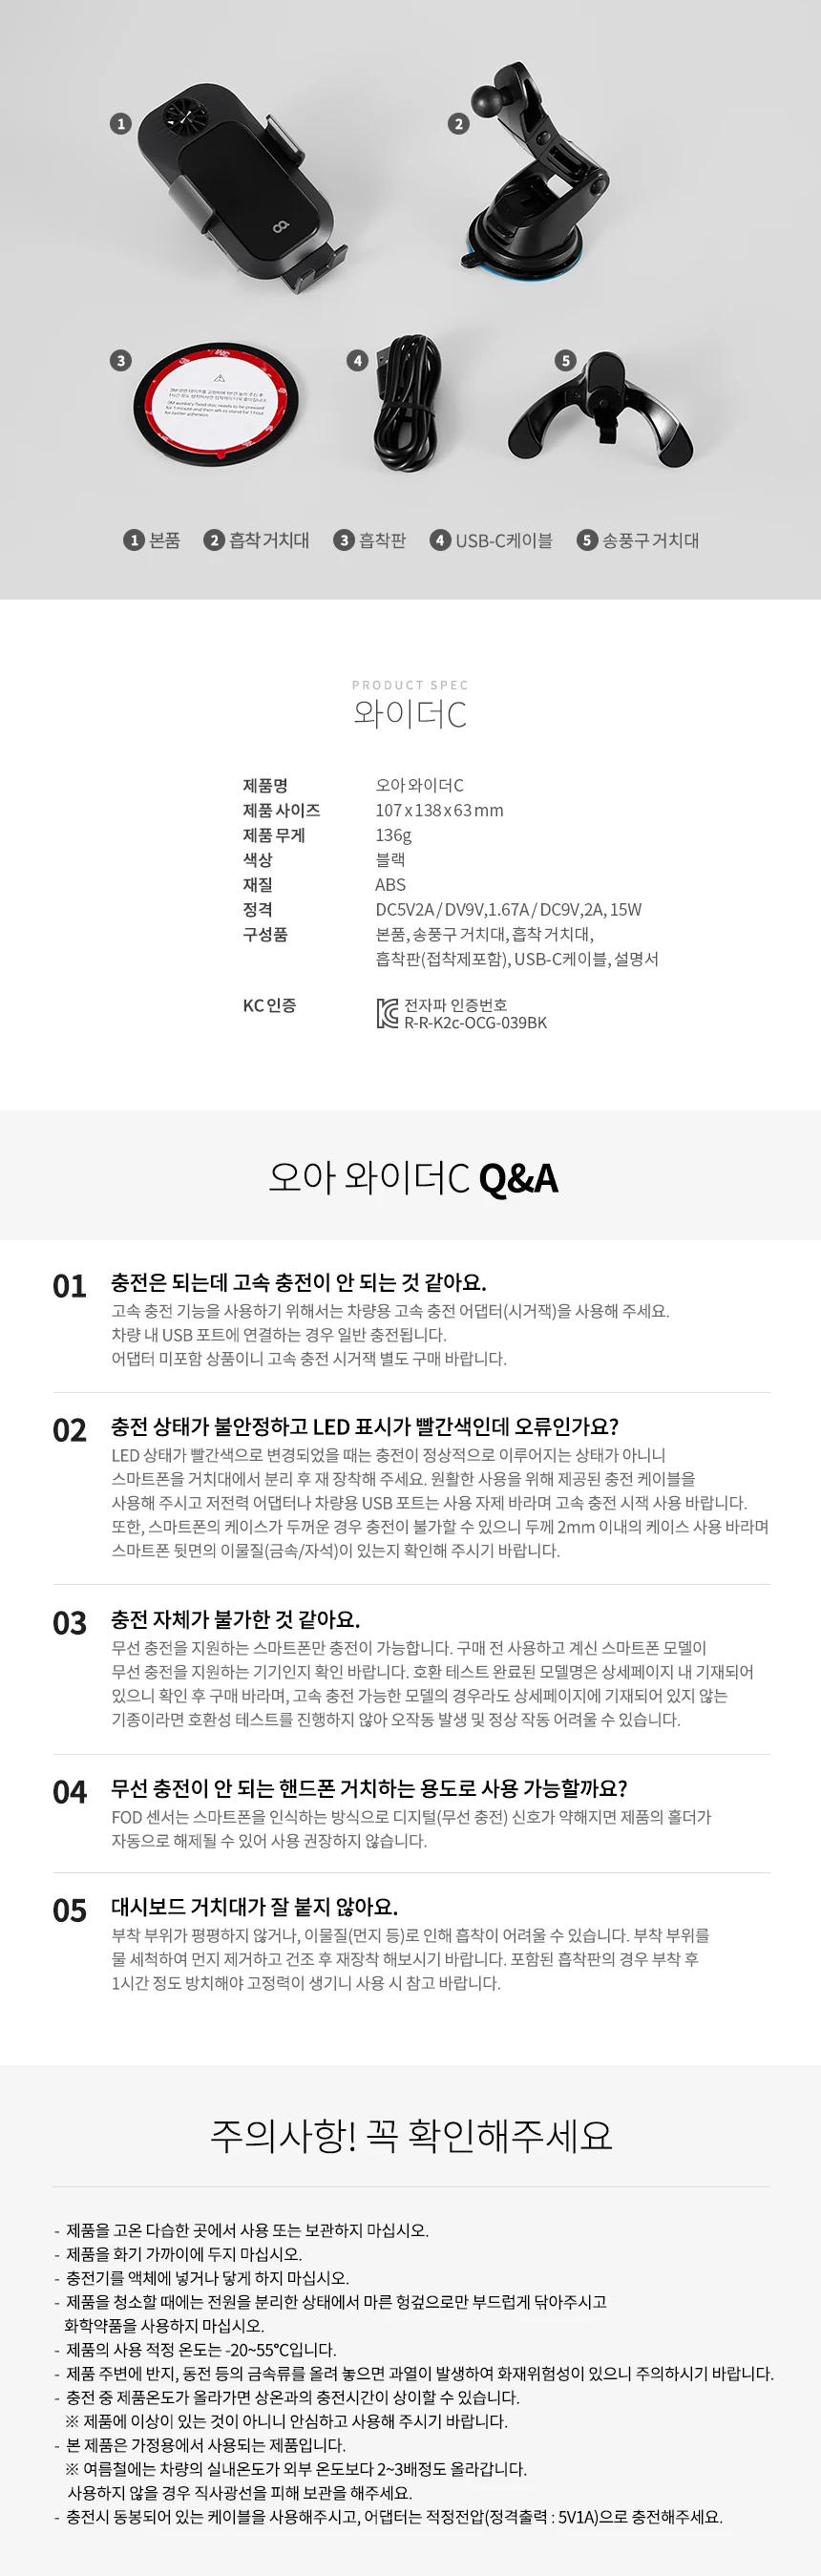 1
2
3
4
5
1 본품 2 흡착 거치대 3 흡착판 4 USB-C케이블 5 송풍구 거치대
PRODUCT SPEC
와이더C
제품명 오아 와이더C
제품 사이즈 107 x 138 x 63 mm
제품 무게 136g
색상 블랙
재질 ABS
정격 DC5V2A / DV9V,1.67A / DC9V,2A, 15W
구성품 본품, 송풍구 거치대, 흡착 거치대,
흡착판(접착제포함), USB-C케이블, 설명서
KC 인증 전자파 인증번호
R-R-K2c-OCG-039BK
오아 와이더C Q&A
01 충전은 되는데 고속 충전이 안 되는 것 같아요.
고속 충전 기능을 사용하기 위해서는 차량용 고속 충전 어댑터(시거잭)을 사용해 주세요.
차량 내 USB 포트에 연결하는 경우 일반 충전됩니다.
어댑터 미포함 상품이니 고속 충전 시거잭 별도 구매 바랍니다.
02 충전 상태가 불안정하고 LED 표시가 빨간색인데 오류인가요?
LED 상태가 빨간색으로 변경되었을 때는 충전이 정상적으로 이루어지는 상태가 아니니
스마트폰을 거치대에서 분리 후 재 장착해 주세요. 원활한 사용을 위해 제공된 충전 케이블을
사용해 주시고 저전력 어댑터나 차량용 USB 포트는 사용 자제 바라며 고속 충전 시잭 사용 바랍니다.
또한, 스마트폰의 케이스가 두꺼운 경우 충전이 불가할 수 있으니 두께 2mm 이내의 케이스 사용 바라며
스마트폰 뒷면의 이물질(금속/자석)이 있는지 확인해 주시기 바랍니다.
03 충전 자체가 불가한 것 같아요.
무선 충전을 지원하는 스마트폰만 충전이 가능합니다. 구매 전 사용하고 계신 스마트폰 모델이
무선 충전을 지원하는 기기인지 확인 바랍니다. 호환 테스트 완료된 모델명은 상세페이지 내 기재되어
있으니 확인 후 구매 바라며, 고속 충전 가능한 모델의 경우라도 상세페이지에 기재되어 있지 않는
기종이라면 호환성 테스트를 진행하지 않아 오작동 발생 및 정상 작동 어려울 수 있습니다.
04 무선 충전이 안 되는 핸드폰 거치하는 용도로 사용 가능할까요?
FOD 센서는 스마트폰을 인식하는 방식으로 디지털(무선 충전) 신호가 약해지면 제품의 홀더가
자동으로 해제될 수 있어 사용 권장하지 않습니다.
05 대시보드 거치대가 잘 붙지 않아요.
부착 부위가 평평하지 않거나, 이물질(먼지 등)로 인해 흡착이 어려울 수 있습니다. 부착 부위를
물 세척하여 먼지 제거하고 건조 후 재장착 해보시기 바랍니다. 포함된 흡착판의 경우 부착 후
1시간 정도 방치해야 고정력이 생기니 사용 시 참고 바랍니다.
주의사항! 꼭 확인해주세요
- 제품을 고온 다습한 곳에서 사용 또는 보관하지 마십시오.
- 제품을 화기 가까이에 두지 마십시오.
- 충전기를 액체에 넣거나 닿게 하지 마십시오.
- 제품을 청소할 때에는 전원을 분리한 상태에서 마른 헝겊으로만 부드럽게 닦아주시고
화학약품을 사용하지 마십시오.
- 제품의 사용 적정 온도는 -20~55℃입니다.
- 제품 주변에 반지, 동전 등의 금속류를 올려 놓으면 과열이 발생하여 화재위험성이 있으니 주의하시기 바랍니다.
- 충전 중 제품온도가 올라가면 상온과의 충전시간이 상이할 수 있습니다.
※ 제품에 이상이 있는 것이 아니니 안심하고 사용해 주시기 바랍니다.
- 본 제품은 가정용에서 사용되는 제품입니다.
※ 여름철에는 차량의 실내온도가 외부 온도보다 2~3배정도 올라갑니다.
사용하지 않을 경우 직사광선을 피해 보관을 해주세요.
- 충전시 동봉되어 있는 케이블을 사용해주시고, 어댑터는 적정전압(정격출력 : 5V1A)으로 충전해주세요.